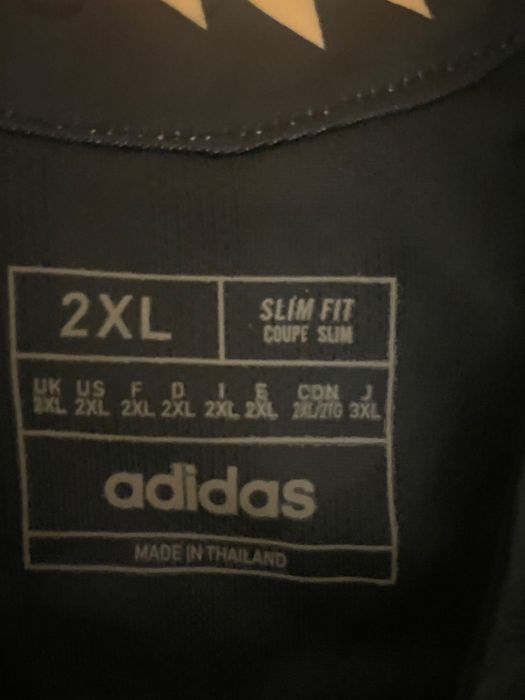 2XL
SLIM FIT
COUPE SLIM
UK US F D I E CDN J
2XL 2XL 2XL 2XL 2XL 2XL 2XL/2TG 3XL
adidas
MADE IN THAILAND